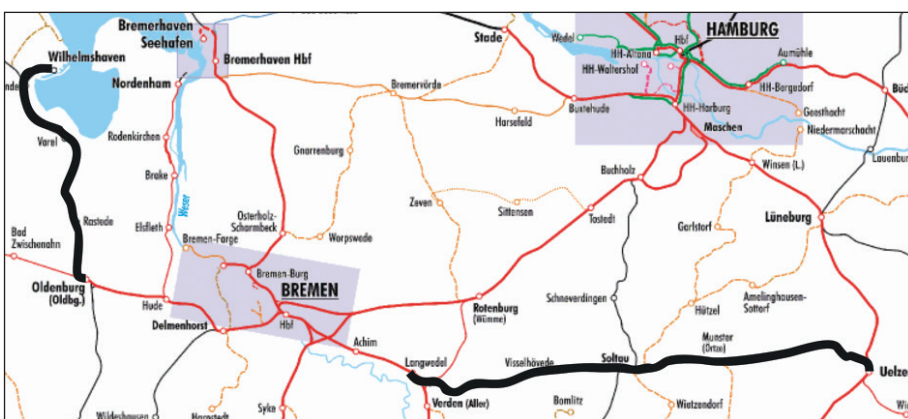 HAMBURG
Bremerhaven
Seehafen
Wedel
Hbf
Stade
HH-Altona
Aumühle
Wilhelmshaven
Bremerhaven Hbf
HH-Waltershof
Nordenham
Bremervörde
HH-Bergedorf
Buxtehude
HH-Harburg
Geesthacht
Harsefeld
Varel
Rodenkirchen
Maschen
Niedermarschacht
Gnarrenburg
Winsen (L.)
Lauenburg
Brake
Buchholz
Weser
Zeven
Sittensen
Rastede
Elsfleth
Osterholz-
Scharmbeck
Tostedt
Garlstorf
Lüneburg
Bad
Zwischenahn
Bremen-Farge
Worpswede
Bremen-Burg
Oldenburg
(Oldbg.)
BREMEN
Amelinghausen-
Sottorf
Hude
Rotenburg
(Wümme)
Schneverdingen
Hützel
Hbf
Delmenhorst
Achim
Munster
(Örtze)
Langwedel
Visselhövede
Soltau
Uelze
Verden (Aller)
Bomlitz
Wietzendorf
Wildeshausen
Harpstedt
Syke